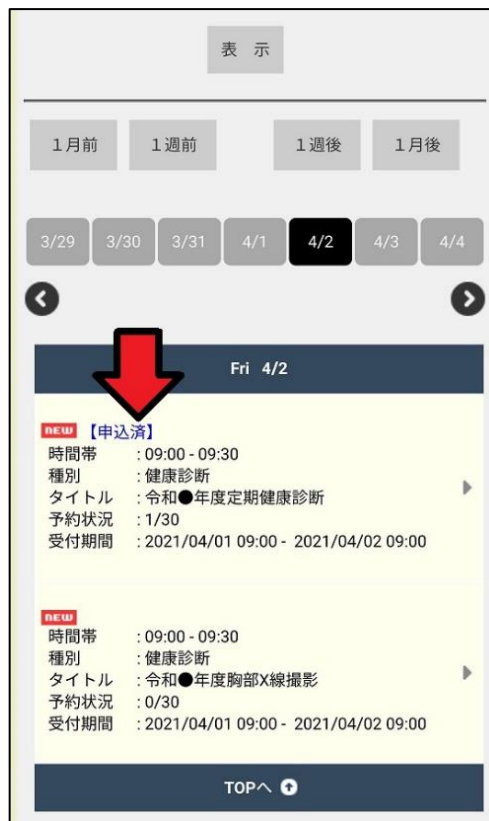 表 示
1月前 1週前 1週後 1月後
3/29 3/30 3/31 4/1 4/2 4/3 4/4
Fri 4/2
NEW 【申込済】
時間帯 : 09:00 - 09:30
種別 : 健康診断
タイトル : 令和●年度定期健康診断
予約状況 : 1/30
受付期間 : 2021/04/01 09:00 - 2021/04/02 09:00
NEW
時間帯 : 09:00 - 09:30
種別 : 健康診断
タイトル : 令和●年度胸部X線撮影
予約状況 : 0/30
受付期間 : 2021/04/01 09:00 - 2021/04/02 09:00
TOPへ